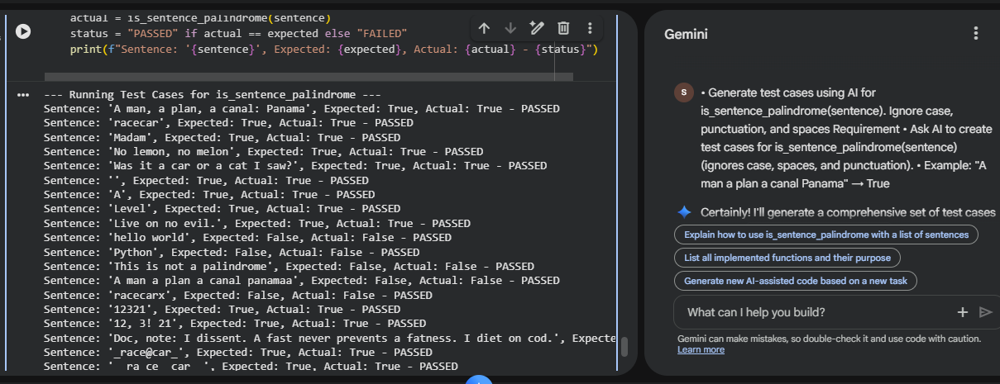 actual = is_sentence_palindrome(sentence)
status = "PASSED" if actual == expected else "FAILED"
print(f"Sentence: '{sentence}', Expected: {expected}, Actual: {actual} - {status}")
--- Running Test Cases for is_sentence_palindrome ---
Sentence: 'A man, a plan, a canal: Panama', Expected: True, Actual: True - PASSED
Sentence: 'racecar', Expected: True, Actual: True - PASSED
Sentence: 'Madam', Expected: True, Actual: True - PASSED
Sentence: 'No lemon, no melon', Expected: True, Actual: True - PASSED
Sentence: 'Was it a car or a cat I saw?', Expected: True, Actual: True - PASSED
Sentence: '', Expected: True, Actual: True - PASSED
Sentence: 'A', Expected: True, Actual: True - PASSED
Sentence: 'Level', Expected: True, Actual: True - PASSED
Sentence: 'Live on no evil.', Expected: True, Actual: True - PASSED
Sentence: 'hello world', Expected: False, Actual: False - PASSED
Sentence: 'Python', Expected: False, Actual: False - PASSED
Sentence: 'This is not a palindrome', Expected: False, Actual: False - PASSED
Sentence: 'A man a plan a canal panamaa', Expected: False, Actual: False - PASSED
Sentence: 'racecarx', Expected: False, Actual: False - PASSED
Sentence: '12321', Expected: True, Actual: True - PASSED
Sentence: '12, 3! 21', Expected: True, Actual: True - PASSED
Sentence: 'Doc, note: I dissent. A fast never prevents a fatness. I diet on cod.', Expecte
Sentence: '_race@car_', Expected: True, Actual: True - PASSED
Sentence: '  ra ce  car  ', Expected: True, Actual: True - PASSED
Gemini
S
• Generate test cases using AI for
is_sentence_palindrome(sentence). Ignore case,
punctuation, and spaces Requirement • Ask AI to create
test cases for is_sentence_palindrome(sentence)
(ignores case, spaces, and punctuation). • Example: "A
man a plan a canal Panama" → True
Certainly! I'll generate a comprehensive set of test cases
Explain how to use is_sentence_palindrome with a list of sentences
List all implemented functions and their purpose
Generate new AI-assisted code based on a new task
What can I help you build?
Gemini can make mistakes, so double-check it and use code with caution.
Learn more